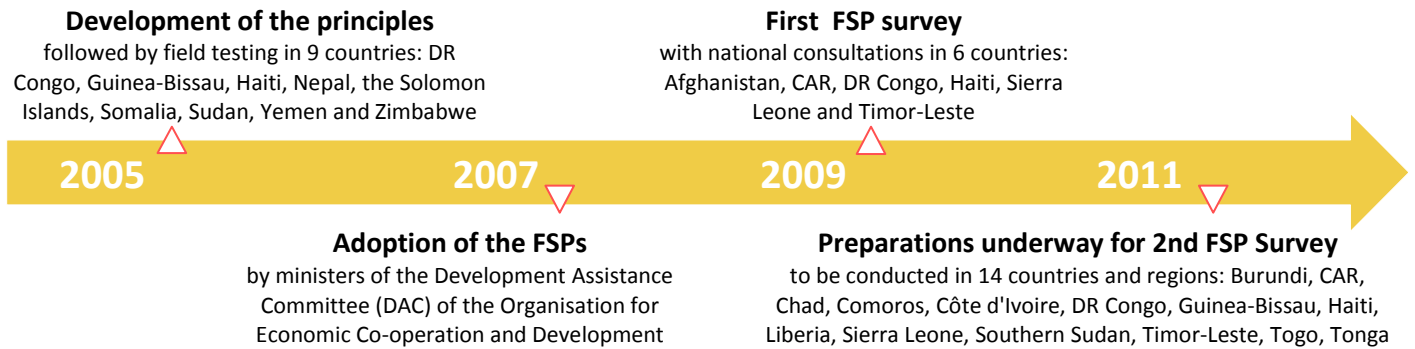 Development of the principles
followed by field testing in 9 countries: DR
Congo, Guinea-Bissau, Haiti, Nepal, the Solomon
Islands, Somalia, Sudan, Yemen and Zimbabwe
First FSP survey
with national consultations in 6 countries:
Afghanistan, CAR, DR Congo, Haiti, Sierra
Leone and Timor-Leste
2005 2007 2009 2011
Adoption of the FSPs
by ministers of the Development Assistance
Committee (DAC) of the Organisation for
Economic Co-operation and Development
Preparations underway for 2nd FSP Survey
to be conducted in 14 countries and regions: Burundi, CAR,
Chad, Comoros, Côte d'Ivoire, DR Congo, Guinea-Bissau, Haiti,
Liberia, Sierra Leone, Southern Sudan, Timor-Leste, Togo, Tonga